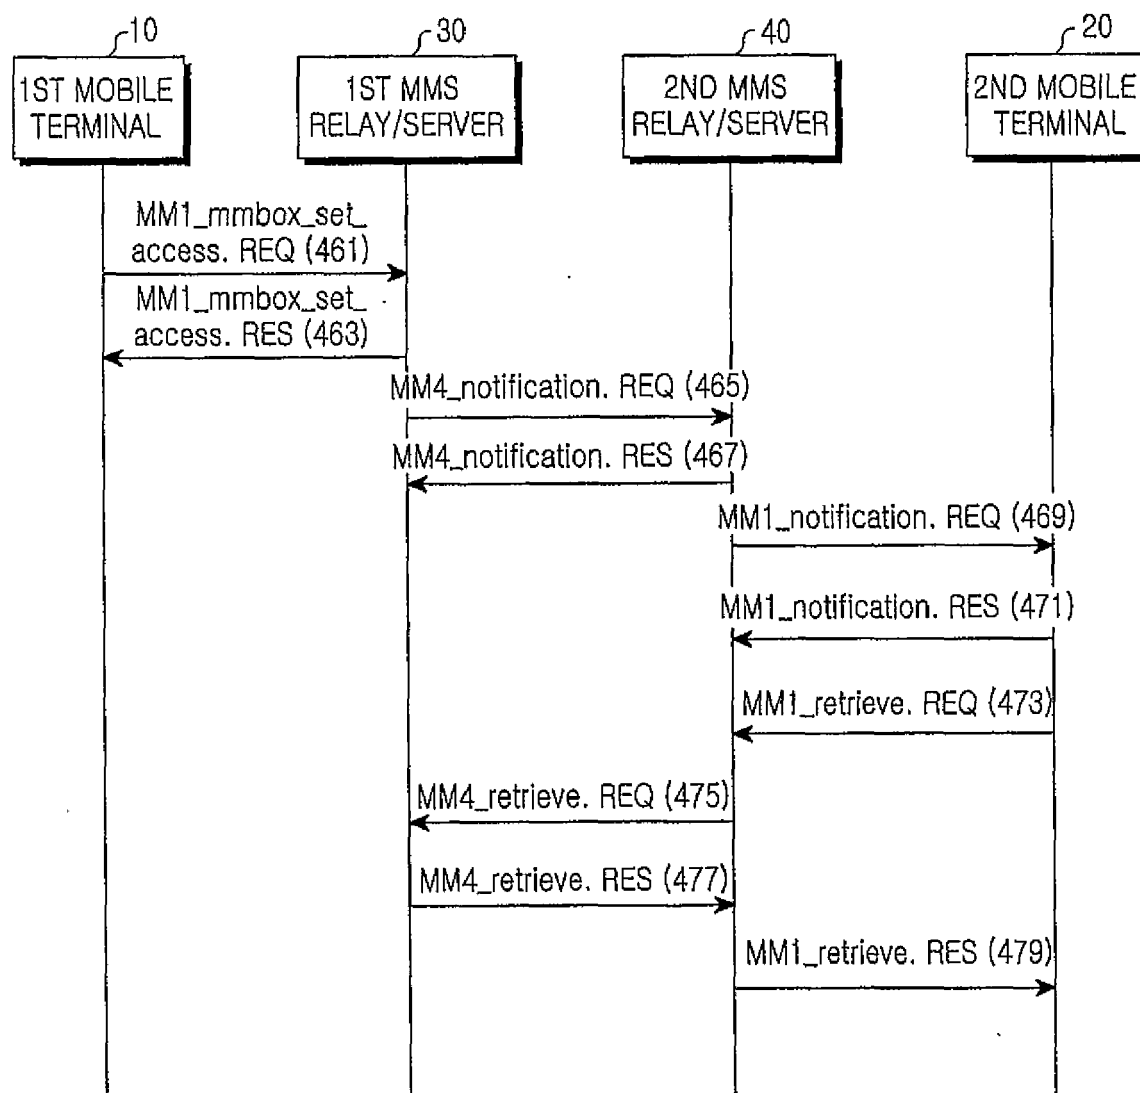 10
30
40
20
1ST MOBILE
TERMINAL
1ST MMS
RELAY/SERVER
2ND MMS
RELAY/SERVER
2ND MOBILE
TERMINAL
MM1_mmbox_set_
access. REQ (461)
MM1_mmbox_set_
access. RES (463)
MM4_notification. REQ (465)
MM4_notification. RES (467)
MM1_notification. REQ (469)
MM1_notification. RES (471)
MM1_retrieve. REQ (473)
MM4_retrieve. REQ (475)
MM4_retrieve. RES (477)
MM1_retrieve. RES (479)